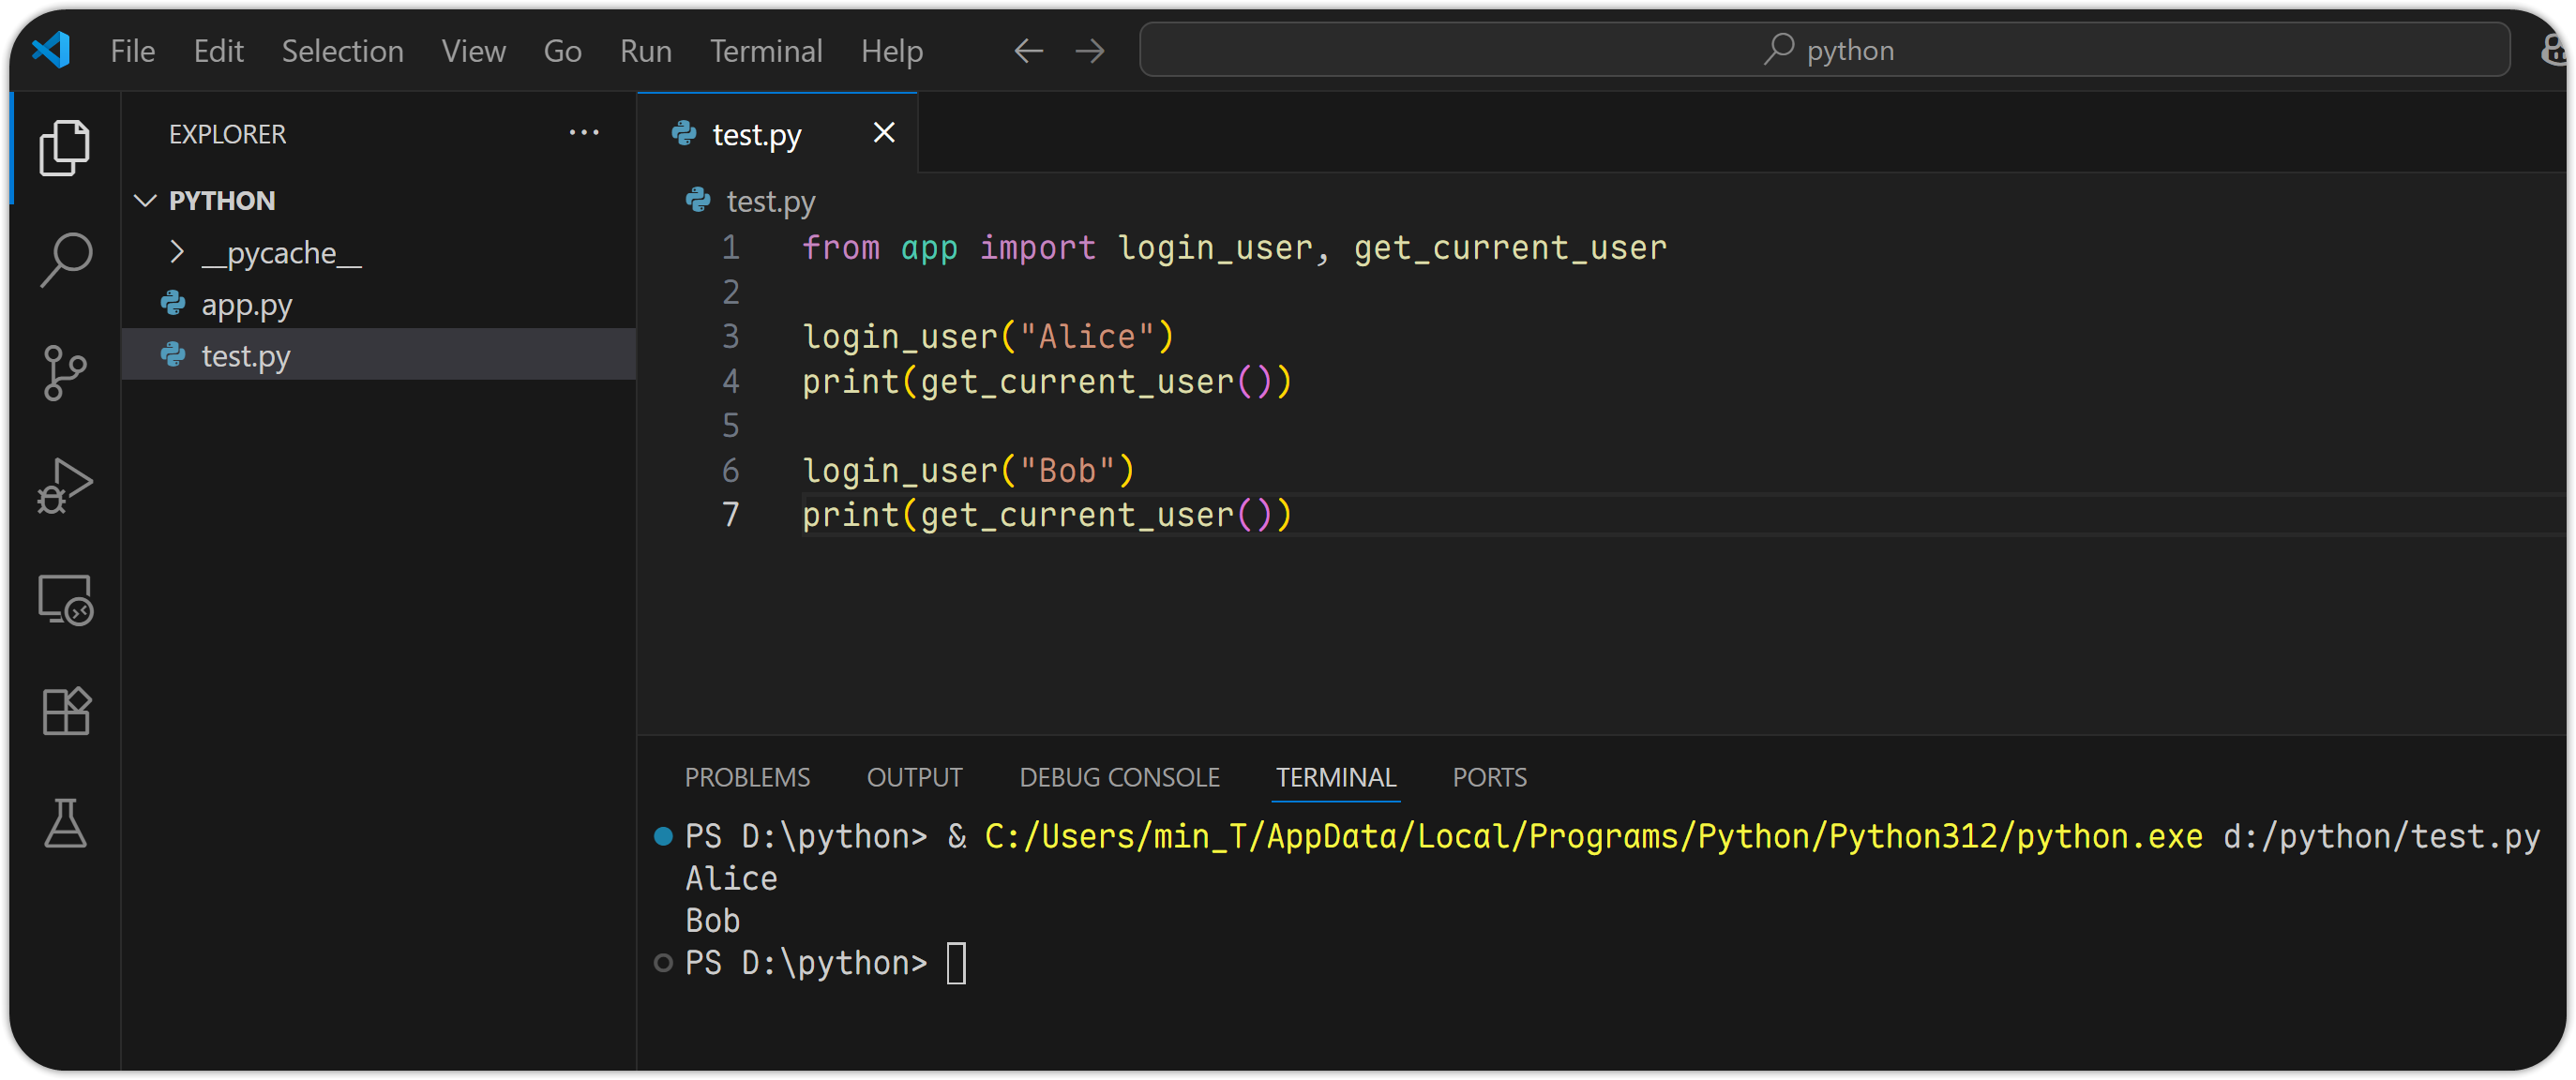 File Edit Selection View Go Run Terminal Help python
EXPLORER
PYTHON
__pycache__
app.py
test.py
test.py
test.py
1 from app import login_user, get_current_user
2
3 login_user("Alice")
4 print(get_current_user())
5
6 login_user("Bob")
7 print(get_current_user())
PROBLEMS OUTPUT DEBUG CONSOLE TERMINAL PORTS
PS D:\python> & C:/Users/min_T/AppData/Local/Programs/Python/Python312/python.exe d:/python/test.py
Alice
Bob
PS D:\python>